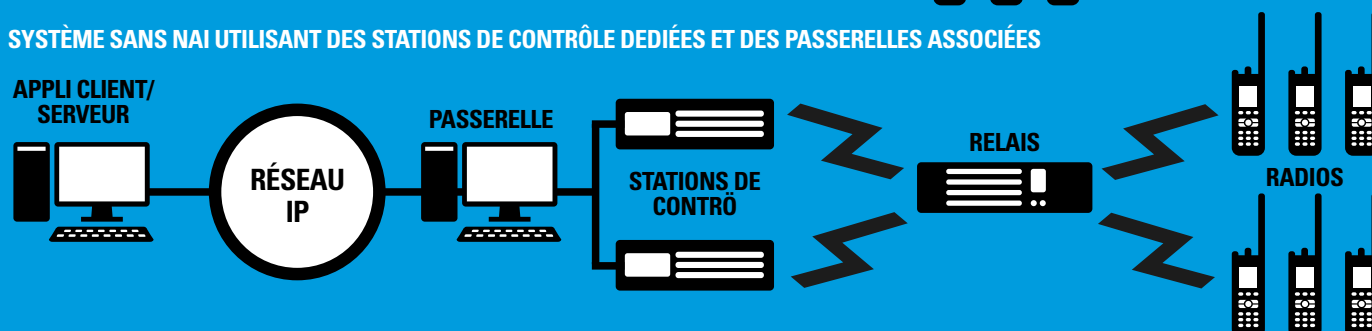 SYSTÈME SANS NAI UTILISANT DES STATIONS DE CONTRÔLE DEDIÉES ET DES PASSERELLES ASSOCIÉES
APPLI CLIENT/
SERVEUR
RÉSEAU
IP
PASSERELLE
STATIONS DE
CONTRÖ
RELAIS
RADIOS